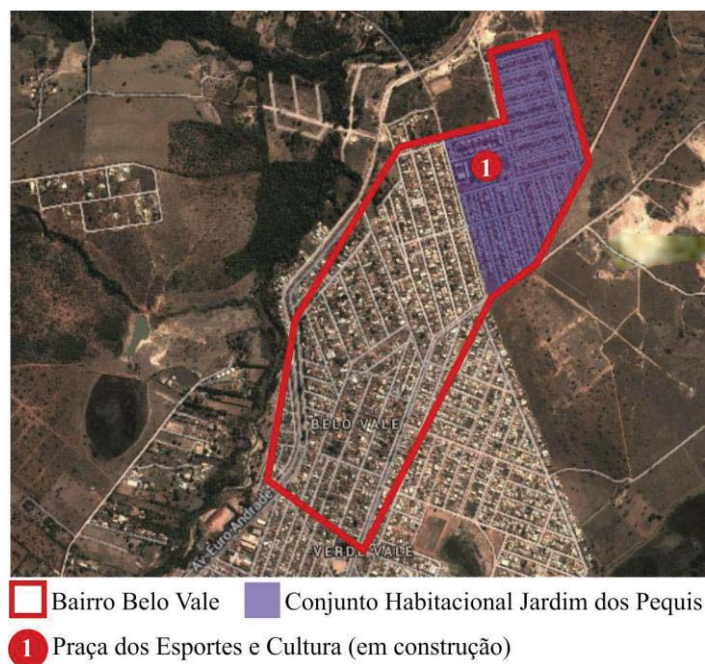 1
BELO VALE
Av. Euro Andrade
VERDE VALE
Bairro Belo Vale
Conjunto Habitacional Jardim dos Pequis
1 Praça dos Esportes e Cultura (em construção)